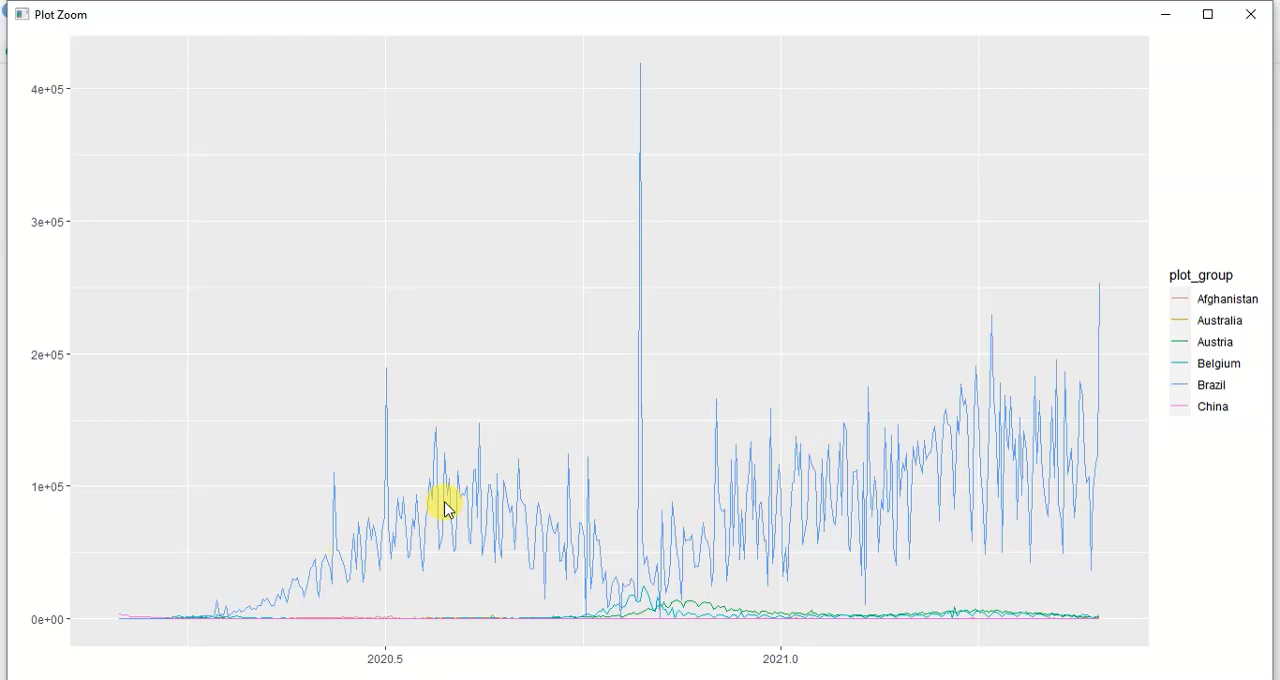 Plot Zoom
4e+05
3e+05
2e+05
1e+05
0e+00
2020.5
2021.0
plot_group
Afghanistan
Australia
Austria
Belgium
Brazil
China